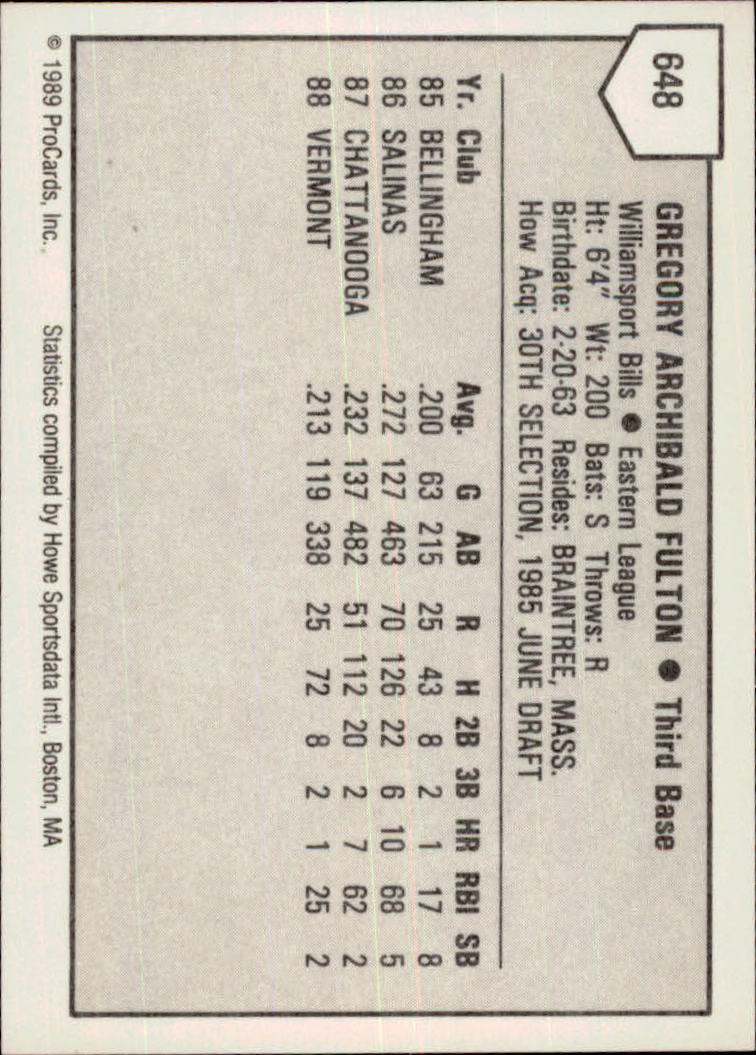 648
GREGORY ARCHIBALD FULTON ● Third Base
Williamsport Bills ● Eastern League
Ht: 6'4" Wt: 200 Bats: S Throws: R
Birthdate: 2-20-63 Resides: BRAINTREE, MASS.
How Acq: 30TH SELECTION, 1985 JUNE DRAFT
Yr. Club Avg. G AB R H 2B 3B HR RBI SB
85 BELLINGHAM .200 63 215 25 43 8 2 1 17 8
86 SALINAS .272 127 463 70 126 22 6 10 68 5
87 CHATTANOOGA .232 137 482 51 112 20 2 7 62 2
88 VERMONT .213 119 338 25 72 8 2 1 25 2
© 1989 ProCards, Inc. Statistics compiled by Howe Sportsdata Intl., Boston, MA